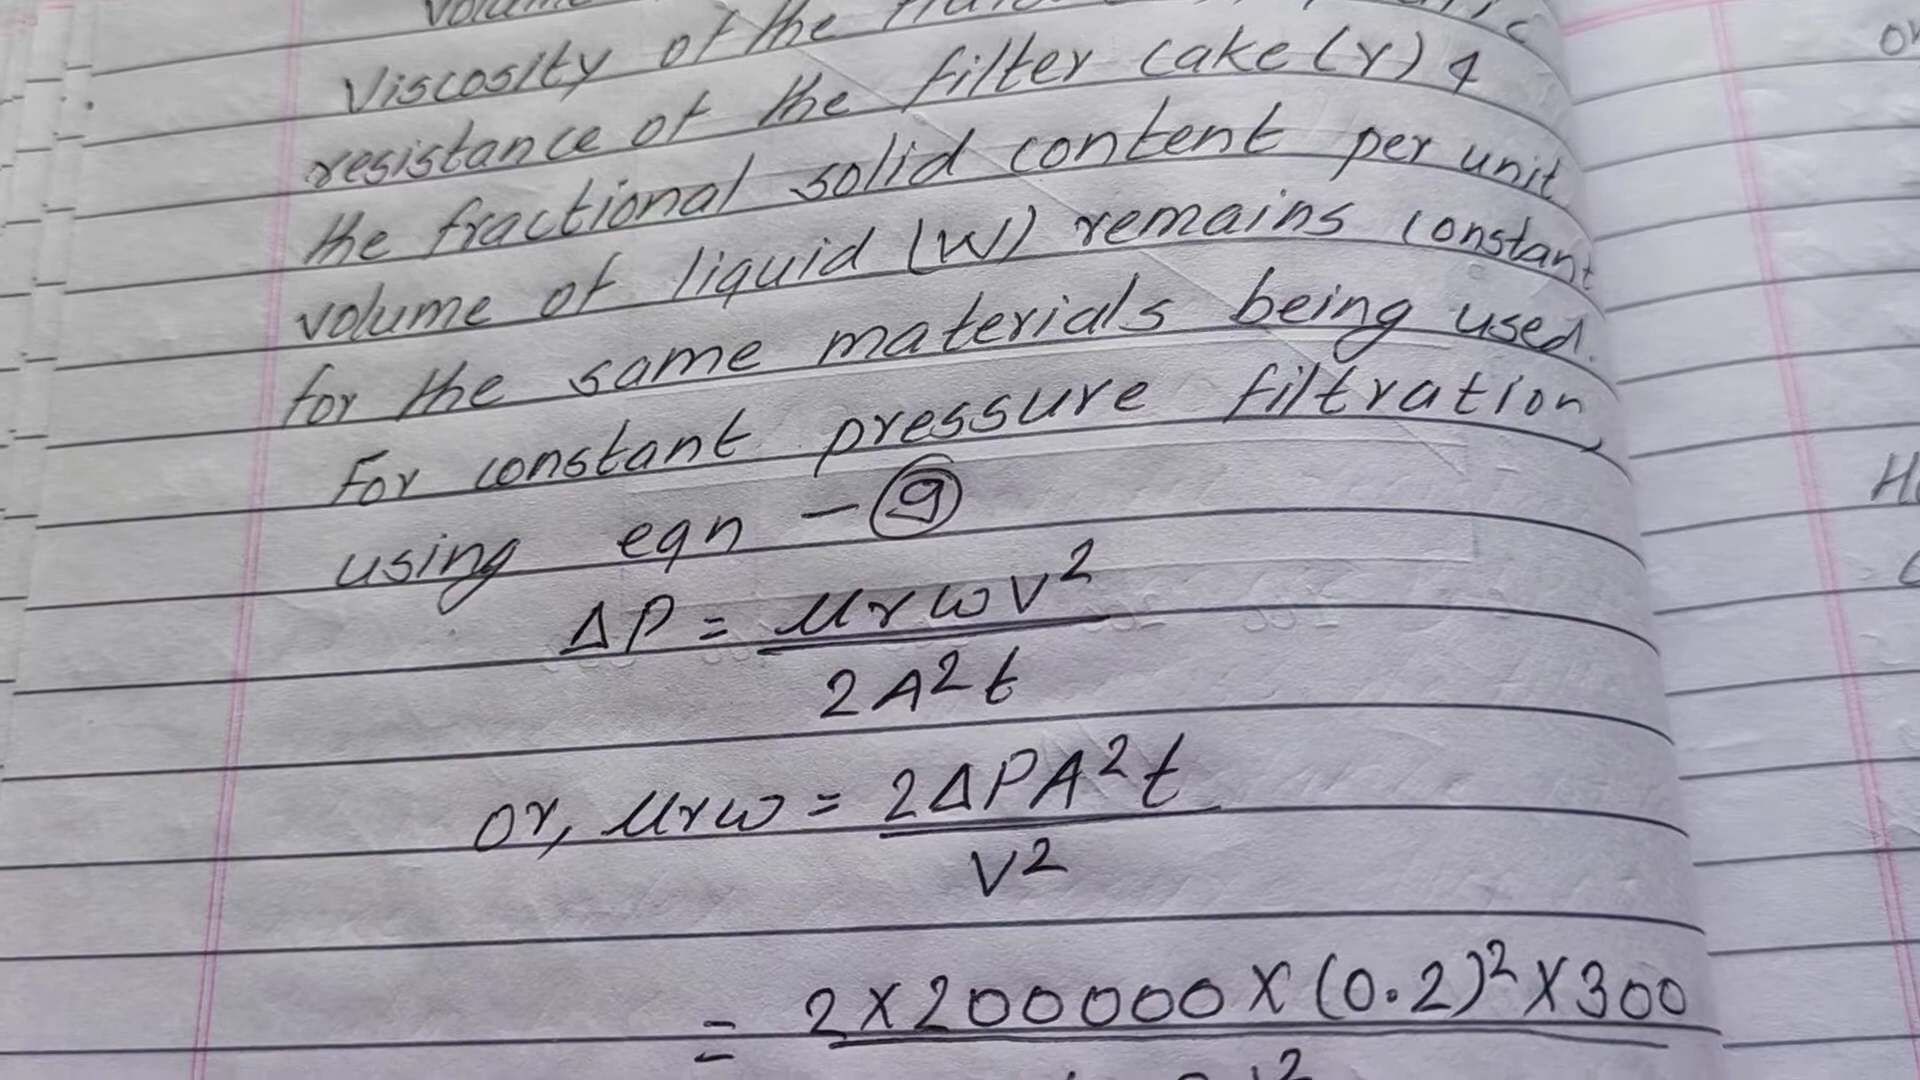 Viscosity of the
resistance of the filter cake (r) &
the fractional solid content per unit
volume of liquid (W) remains constant
for the same materials being used.
For constant pressure filtration,
using eqn - 9
ΔP = μrωV²
2A²t
or, μrω = 2ΔPA²t
V²
= 2×200000×(0.2)²×300